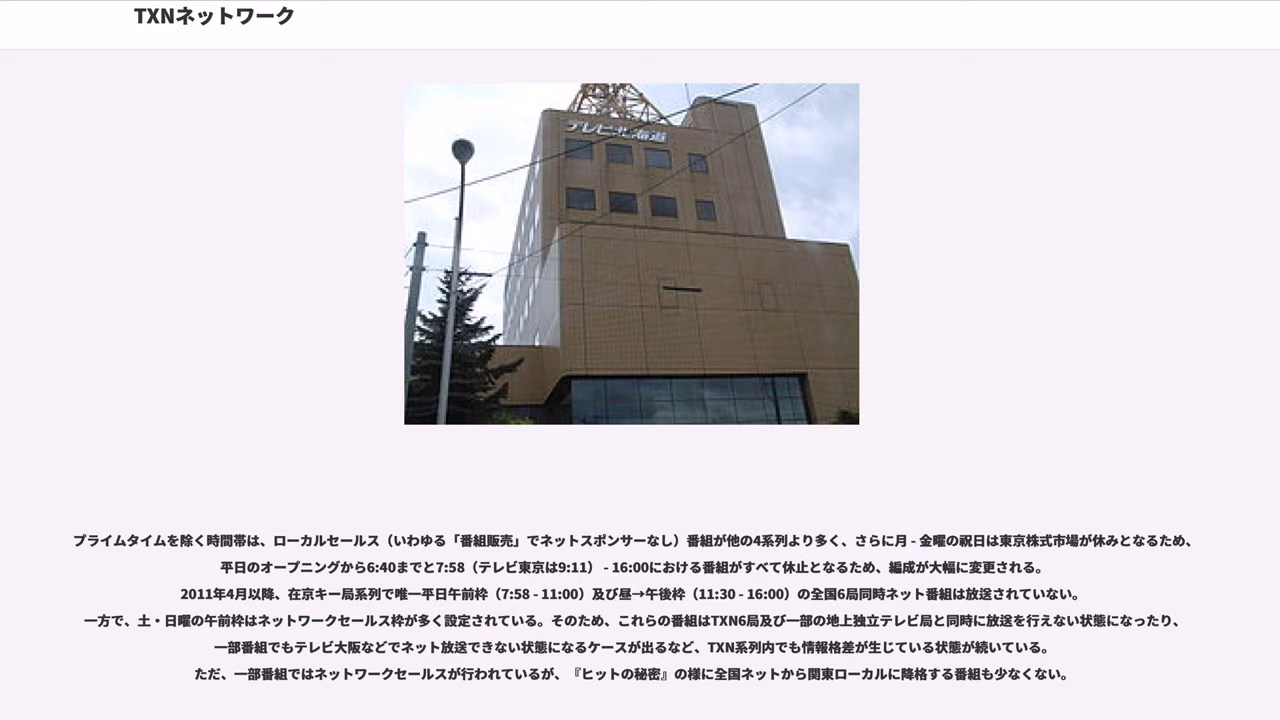 TXNネットワーク
テレビ北海道
プライムタイムを除く時間帯は、ローカルセールス（いわゆる「番組販売」でネットスポンサーなし）番組が他の4系列より多く、さらに月 - 金曜の祝日は東京株式市場が休みとなるため、
平日のオープニングから6:40までと7:58（テレビ東京は9:11） - 16:00における番組がすべて休止となるため、編成が大幅に変更される。
2011年4月以降、在京キー局系列で唯一平日午前枠（7:58 - 11:00）及び昼→午後枠（11:30 - 16:00）の全国6局同時ネット番組は放送されていない。
一方で、土・日曜の午前枠はネットワークセールス枠が多く設定されている。そのため、これらの番組はTXN6局及び一部の地上独立テレビ局と同時に放送を行えない状態になったり、
一部番組でもテレビ大阪などでネット放送できない状態になるケースが出るなど、TXN系列内でも情報格差が生じている状態が続いている。
ただ、一部番組ではネットワークセールスが行われているが、『ヒットの秘密』の様に全国ネットから関東ローカルに降格する番組も少なくない。